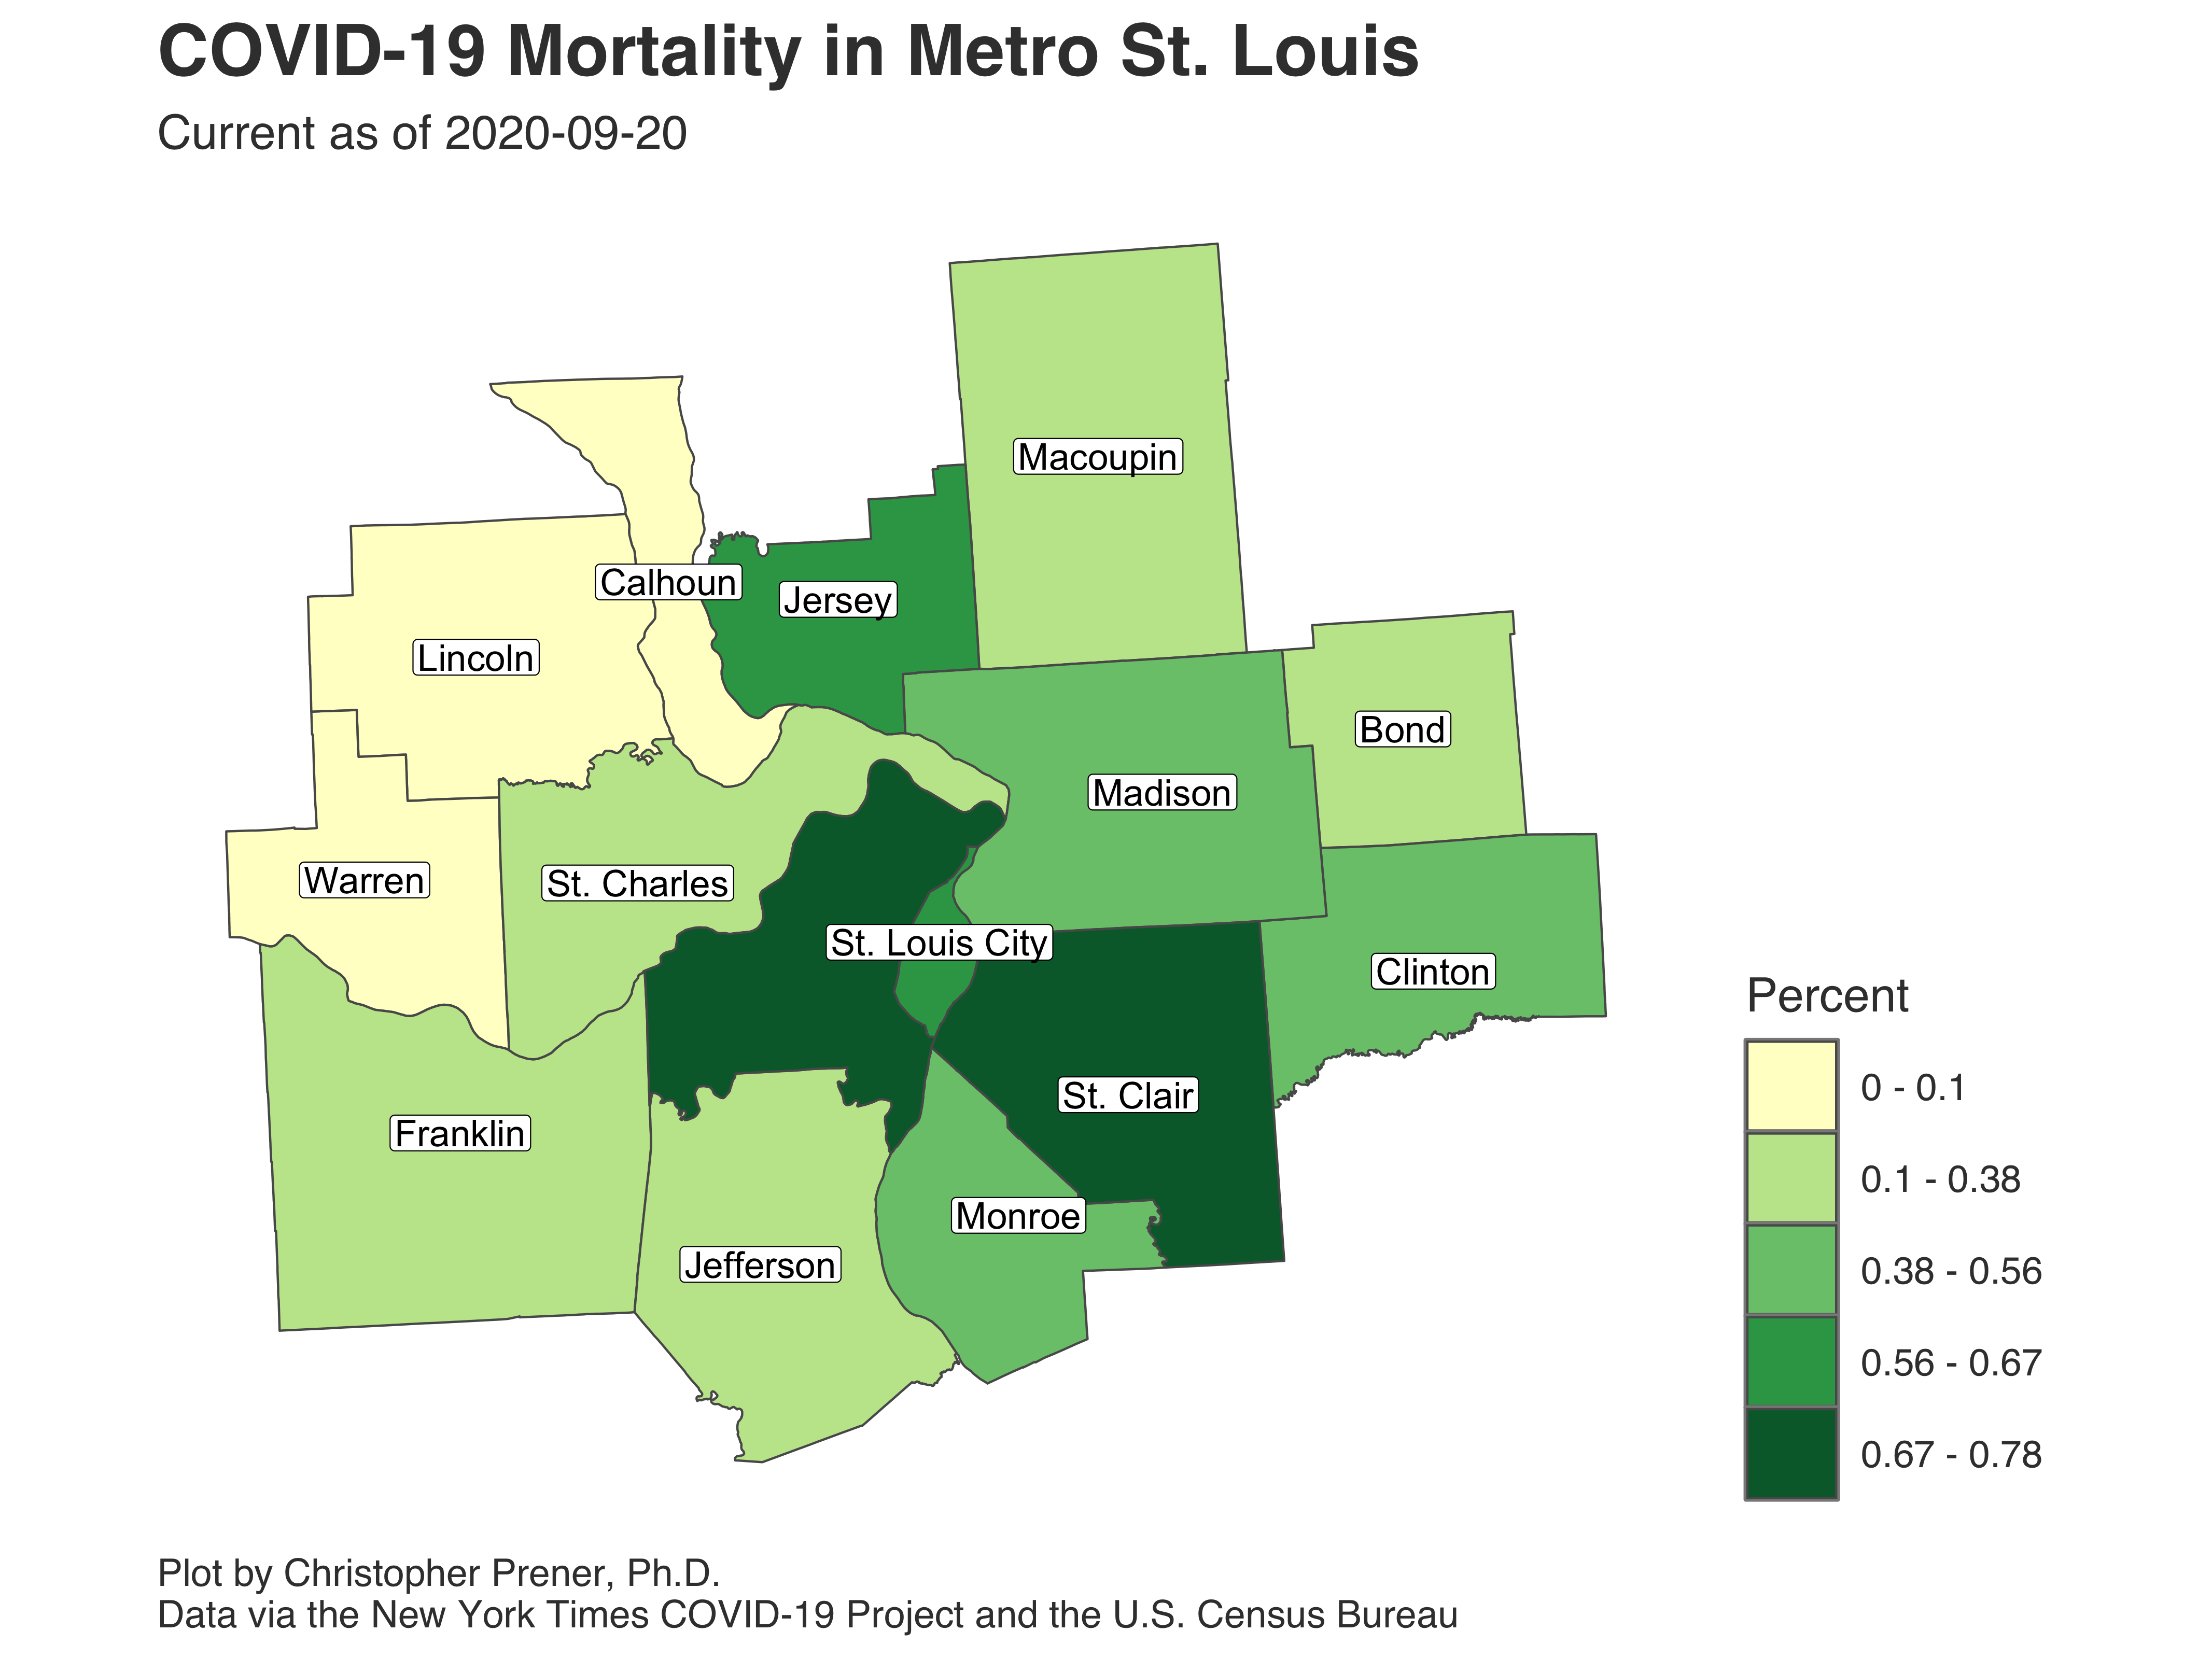 COVID-19 Mortality in Metro St. Louis
Current as of 2020-09-20
Macoupin
Calhoun
Jersey
Lincoln
Bond
Madison
Warren
St. Charles
St. Louis City
Clinton
St. Clair
Franklin
Monroe
Jefferson
Percent
0 - 0.1
0.1 - 0.38
0.38 - 0.56
0.56 - 0.67
0.67 - 0.78
Plot by Christopher Prener, Ph.D.
Data via the New York Times COVID-19 Project and the U.S. Census Bureau